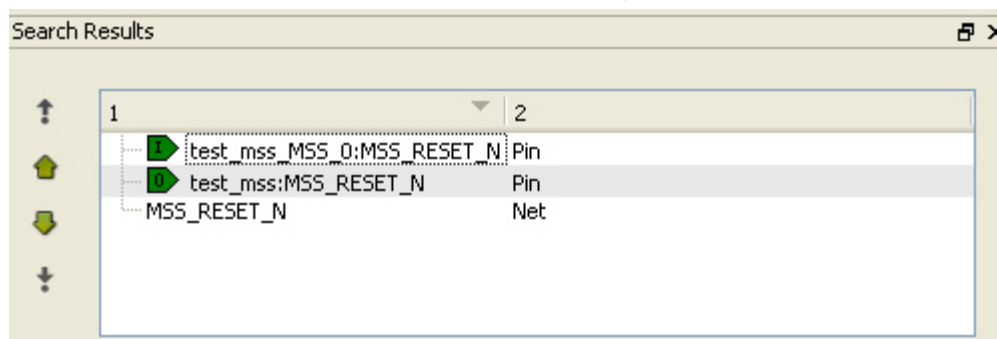 Search Results
1 2
I test_mss_MSS_0:MSS_RESET_N Pin
O test_mss:MSS_RESET_N Pin
MSS_RESET_N Net